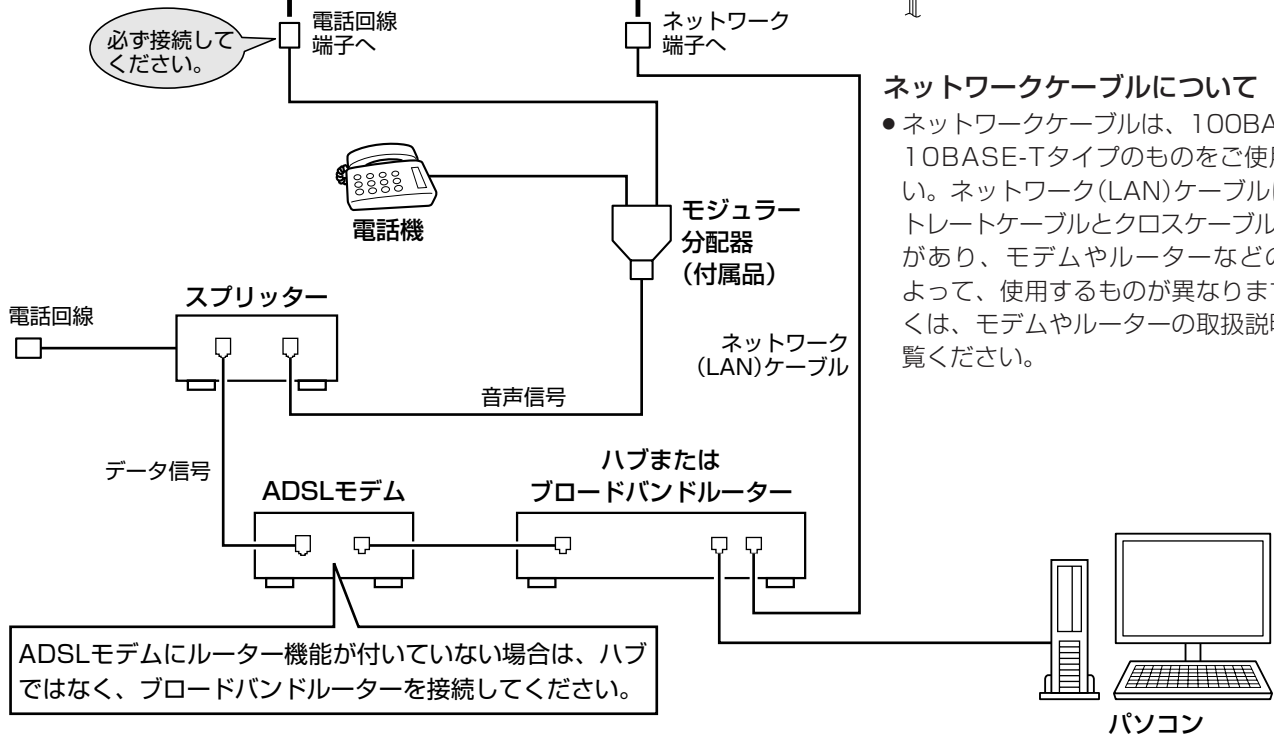 必ず接続して
ください。
電話回線
端子へ
ネットワーク
端子へ
電話機
モジュラー
分配器
(付属品)
スプリッター
電話回線
音声信号
データ信号
ネットワーク
(LAN)ケーブル
ADSLモデム
ハブまたは
ブロードバンドルーター
ADSLモデムにルーター機能が付いていない場合は、ハブ
ではなく、ブロードバンドルーターを接続してください。
パソコン
ネットワークケーブルについて
●ネットワークケーブルは、100BA
10BASE-Tタイプのものをご使
い。ネットワーク(LAN)ケーブル
トレートケーブルとクロスケーブル
があり、モデムやルーターなどの
よって、使用するものが異なります
くは、モデムやルーターの取扱説
覧ください。